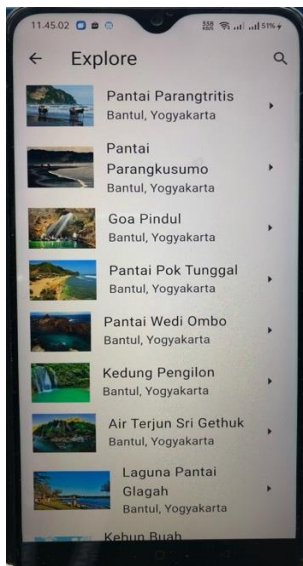 11.45.02
51%
Explore
Pantai Parangtritis
Bantul, Yogyakarta
Pantai
Parangkusumo
Bantul, Yogyakarta
Goa Pindul
Bantul, Yogyakarta
Pantai Pok Tunggal
Bantul, Yogyakarta
Pantai Wedi Ombo
Bantul, Yogyakarta
Kedung Pengilon
Bantul, Yogyakarta
Air Terjun Sri Gethuk
Bantul, Yogyakarta
Laguna Pantai
Glagah
Bantul, Yogyakarta
Kebun Buah